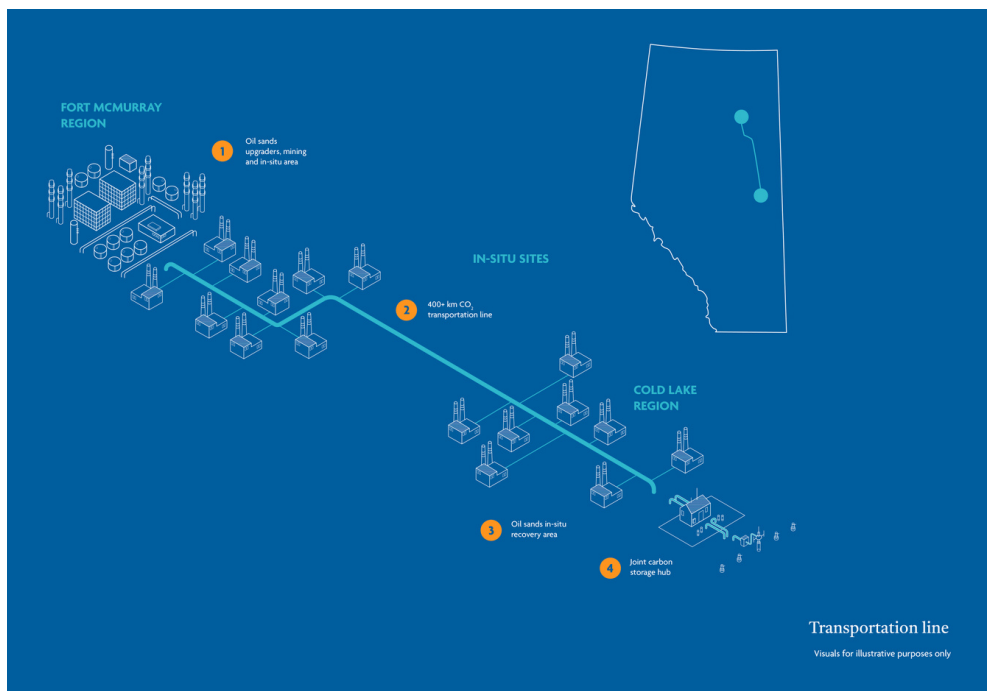 FORT MCMURRAY
REGION
1
Oil sands
upgraders, mining
and in-situ area
IN-SITU SITES
2
400+ km CO₂
transportation line
COLD LAKE
REGION
3
Oil sands in-situ
recovery area
4
Joint carbon
storage hub
Transportation line
Visuals for illustrative purposes only